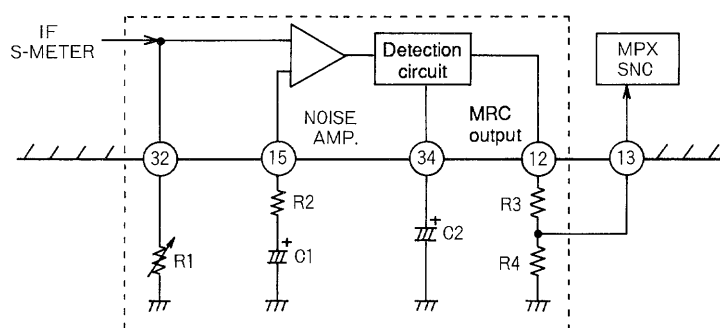 IF
S-METER
Detection
circuit
MPX
SNC
NOISE
AMP.
MRC
output
32
15
34
12
13
R2
R3
+
C1
+
C2
R1
R4